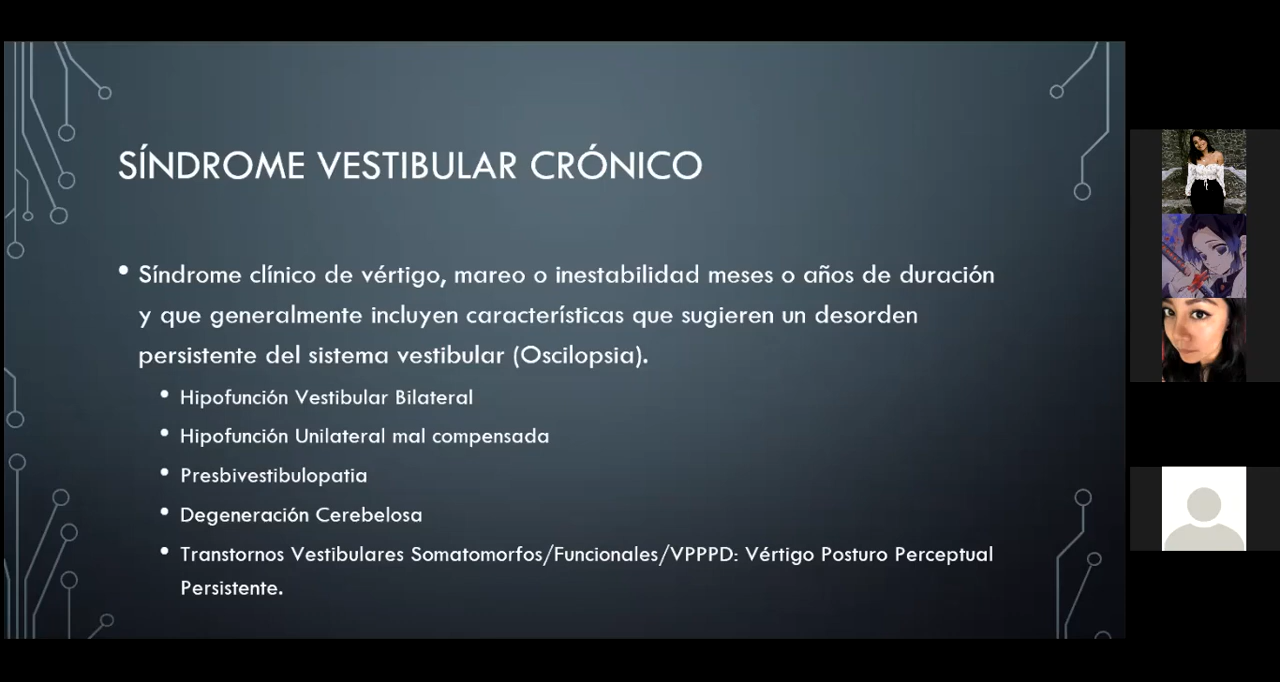 SÍNDROME VESTIBULAR CRÓNICO
• Síndrome clínico de vértigo, mareo o inestabilidad meses o años de duración
y que generalmente incluyen características que sugieren un desorden
persistente del sistema vestibular (Oscilopsia).
• Hipofunción Vestibular Bilateral
• Hipofunción Unilateral mal compensada
• Presbivestibulopatia
• Degeneración Cerebelosa
• Transtornos Vestibulares Somatomorfos/Funcionales/VPPPD: Vértigo Posturo Perceptual
Persistente.